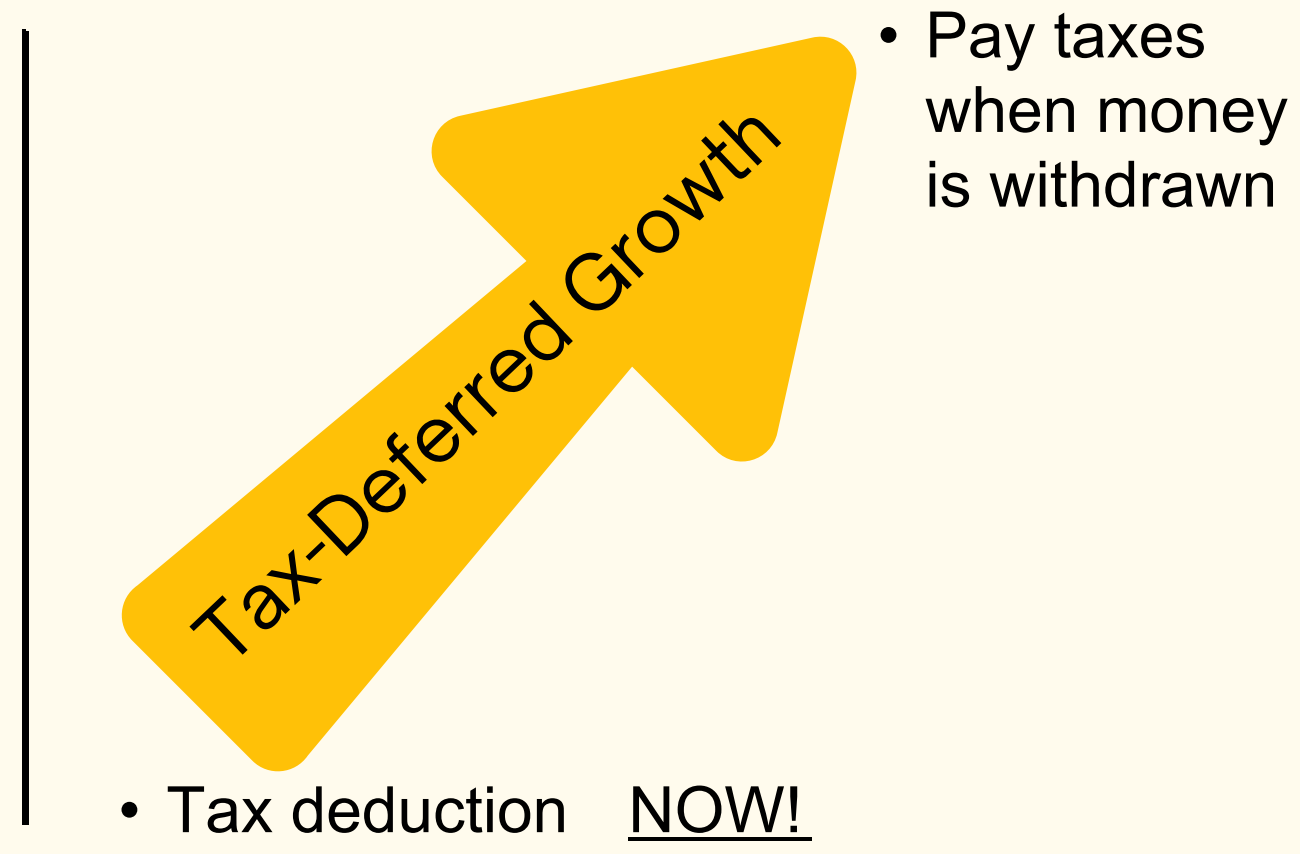 • Pay taxes
when money
is withdrawn
Tax-Deferred Growth
• Tax deduction NOW!